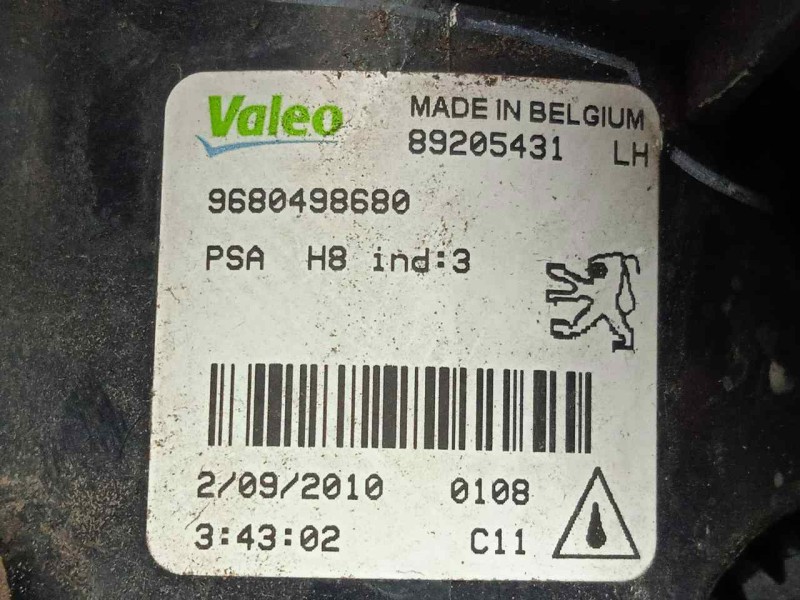 Valeo MADE IN BELGIUM
89205431 LH
9680498680
PSA H8 ind:3
2/09/2010 0108
3:43:02 C11